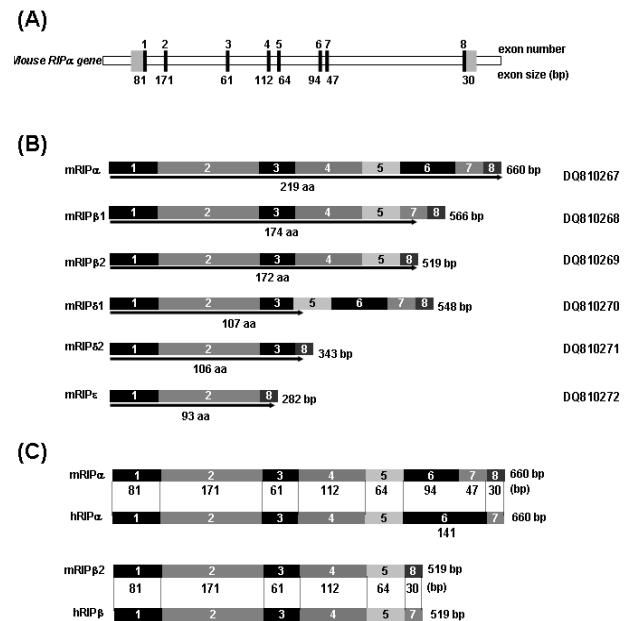 (A)
1 2 3 4 5 6 7 8 exon number
Mouse RIPα gene
81 171 61 112 64 94 47 30 exon size (bp)
(B)
mRIPα 1 2 3 4 5 6 7 8 660 bp DQ810267
219 aa
mRIPβ1 1 2 3 4 5 7 8 566 bp DQ810268
174 aa
mRIPβ2 1 2 3 4 5 8 519 bp DQ810269
172 aa
mRIPδ1 1 2 3 5 6 7 8 548 bp DQ810270
107 aa
mRIPδ2 1 2 3 8 343 bp DQ810271
106 aa
mRIPε 1 2 8 282 bp DQ810272
93 aa
(C)
mRIPα 1 2 3 4 5 6 7 8 660 bp
81 171 61 112 64 94 47 30 (bp)
hRIPα 1 2 3 4 5 6 7 660 bp
141
mRIPβ2 1 2 3 4 5 8 519 bp
81 171 61 112 64 30 (bp)
hRIPβ 1 2 3 4 5 7 519 bp